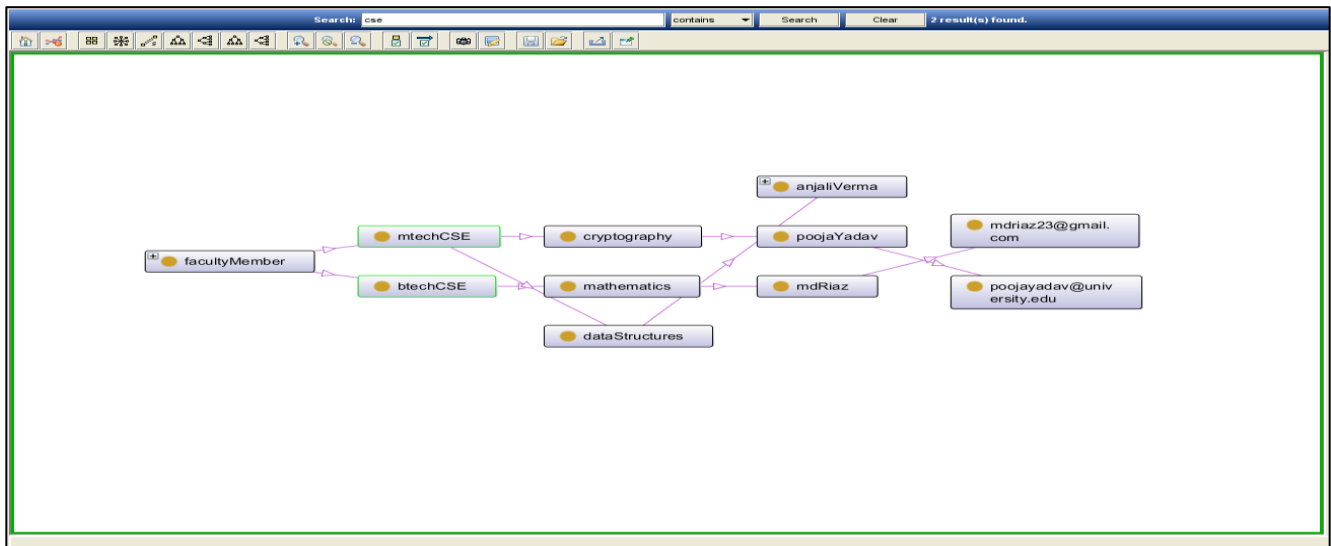 Search: cse contains Search Clear 2 result(s) found.
anjaliVerma
mtechCSE cryptography poojaYadav mdriaz23@gmail.
com
facultyMember
btechCSE mathematics mdRiaz poojayadav@univ
ersity.edu
dataStructures